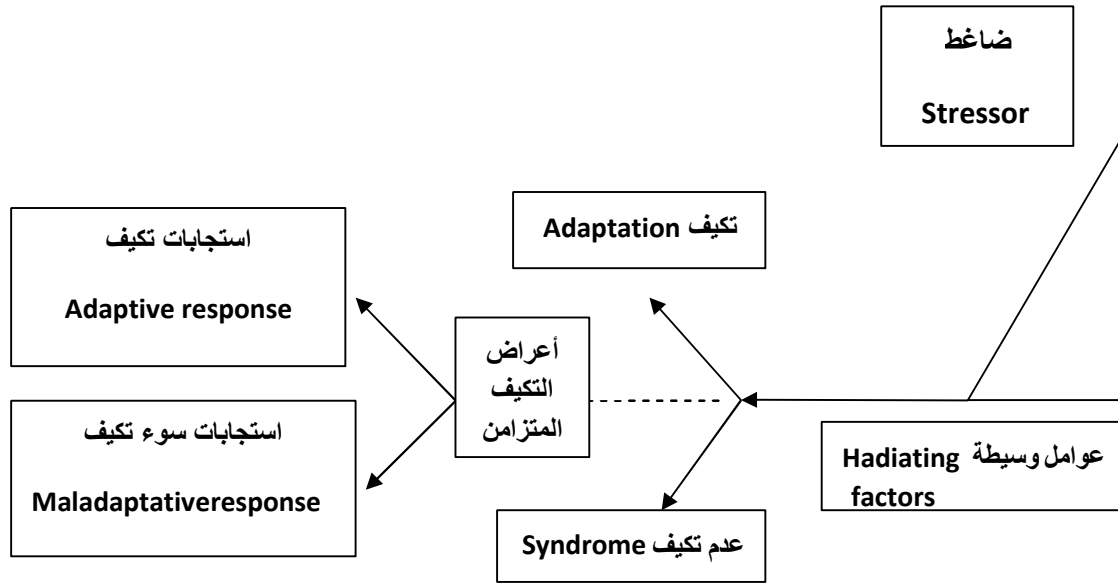 ضاغط
Stressor
تكيف Adaptation
استجابات تكيف
Adaptive response
أعراض
التكيف
المتزامن
عوامل وسيطة Hadiating
factors
استجابات سوء تكيف
Maladaptativeresponse
عدم تكيف Syndrome